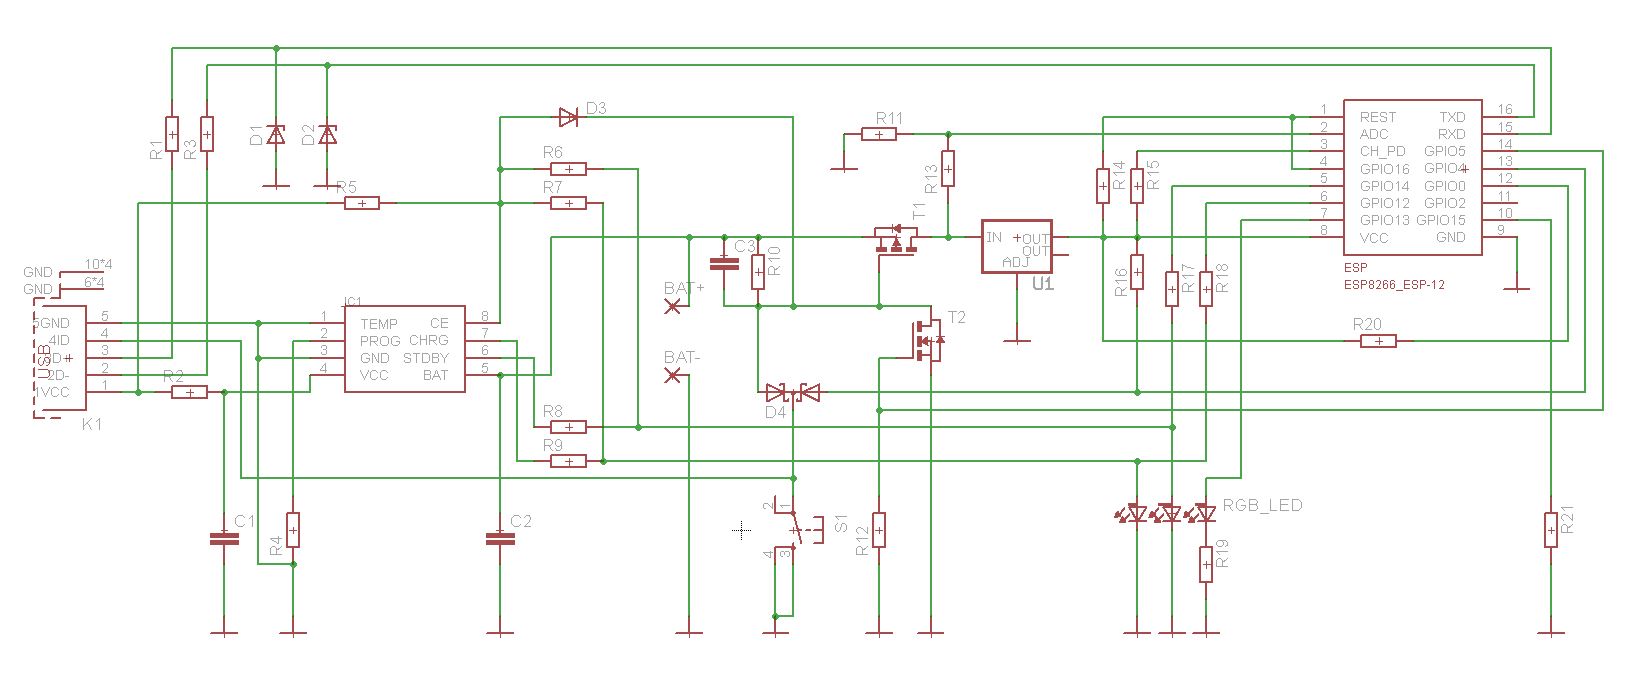 R1
R3
D1
D2
D3
R6
R7
R5
R11
R13
T1
R14
R15
1 REST TXD 16
2 ADC RXD 15
3 CH_PD GPIO5 14
4 GPIO16 GPIO4 13
5 GPIO14 GPIO0 12
6 GPIO12 GPIO2 11
7 GPIO13 GPIO15 10
8 VCC GND 9
ESP
ESP8266_ESP-12
C3
R10
IN +OUT
OUT
ADJ
U1
R16
R17
R18
R20
GND 10*4
GND 6*4
USB
5GND 5
4ID 4
3D+ 3
2D- 2
1VCC 1
K1
R2
IC1
1 TEMP CE 8
2 PROG CHRG 7
3 GND STDBY 6
4 VCC BAT 5
BAT+
BAT-
T2
D4
R8
R9
C1
R4
C2
2 1
4 3
S1
R12
RGB_LED
R19
R21